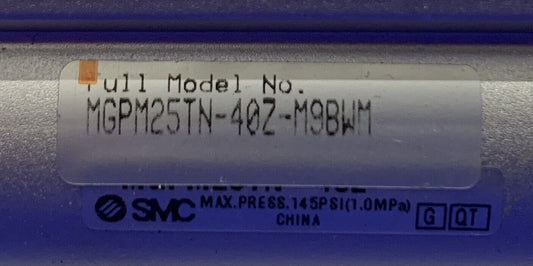 Full Model No.
MGPM25TN-40Z-M9BWM
SMC MAX.PRESS.145PSI(1.0MPa)
CHINA
G QT